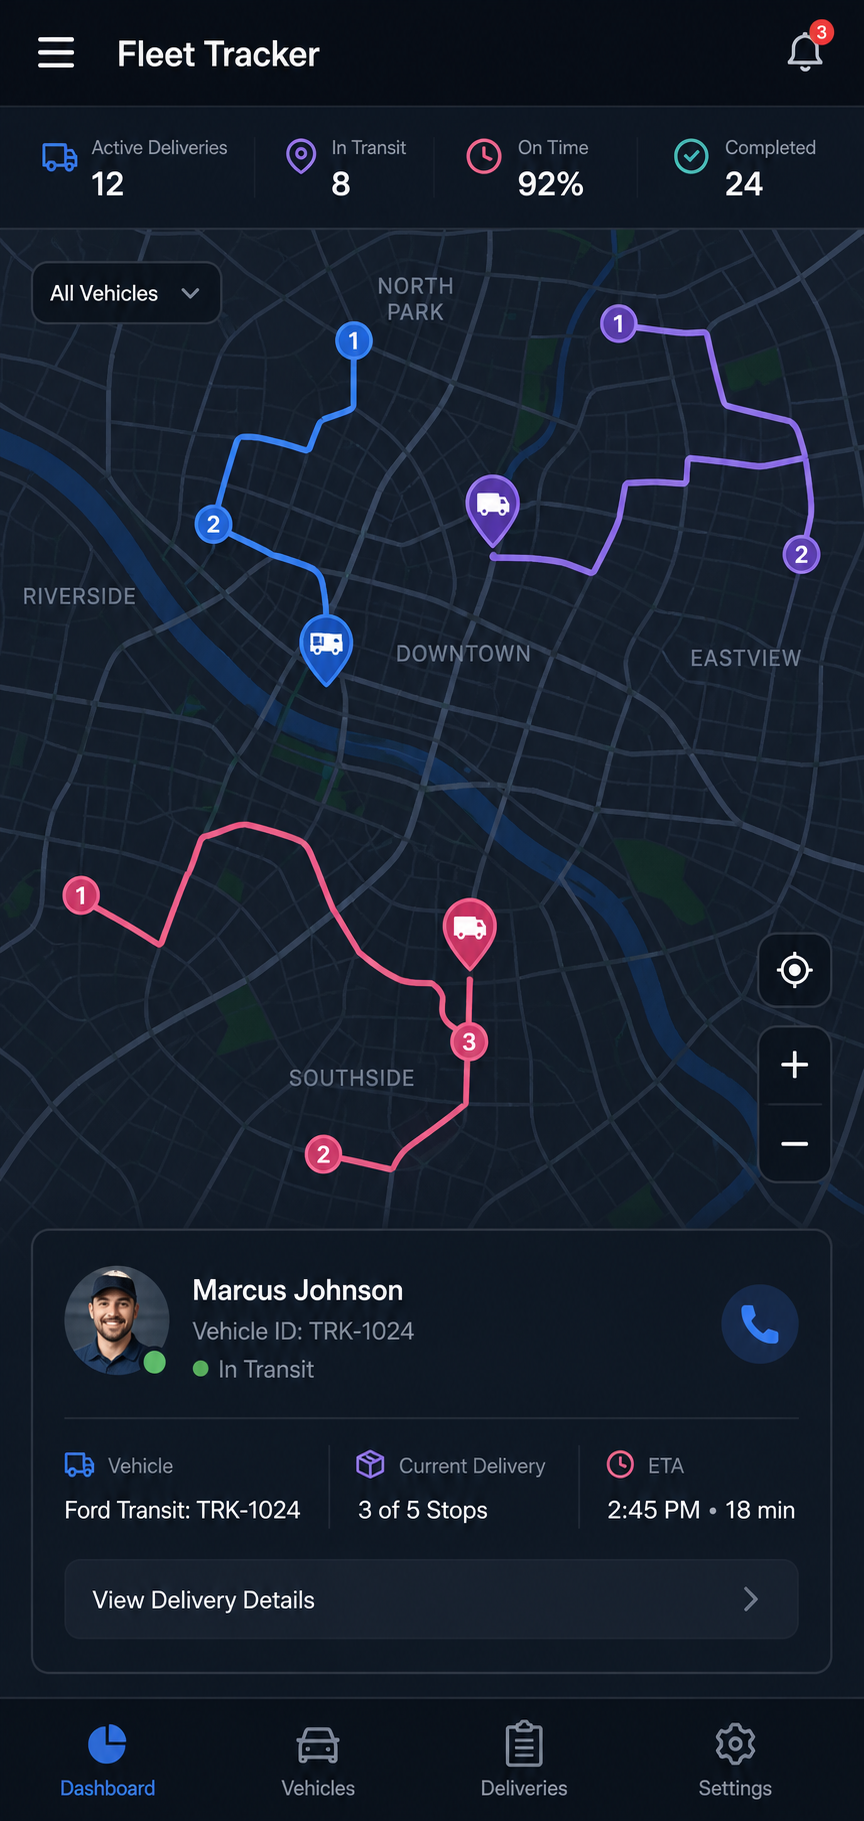 Fleet Tracker
3
Active Deliveries
12
In Transit
8
On Time
92%
Completed
24
All Vehicles
NORTH
PARK
1
1
2
2
RIVERSIDE
DOWNTOWN
EASTVIEW
1
3
SOUTHSIDE
2
+
−
Marcus Johnson
Vehicle ID: TRK-1024
In Transit
Vehicle
Ford Transit: TRK-1024
Current Delivery
3 of 5 Stops
ETA
2:45 PM • 18 min
View Delivery Details
Dashboard
Vehicles
Deliveries
Settings